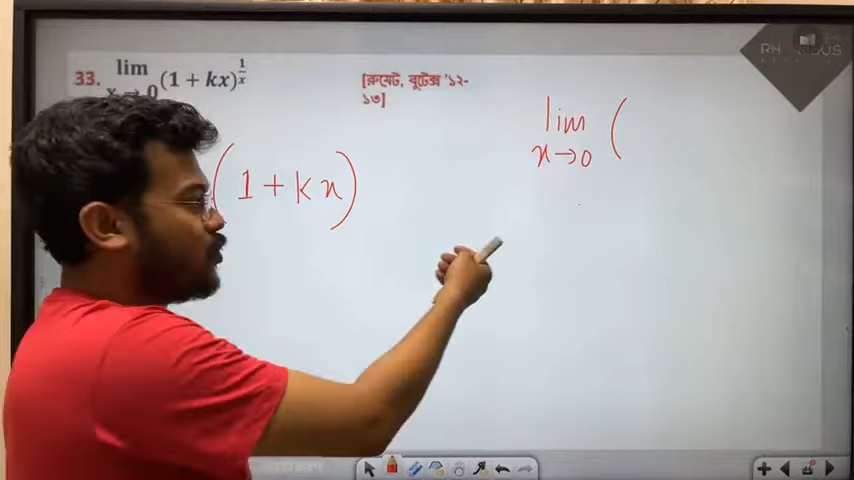 33. lim (1 + kx)^{1/x}
x → 0
[রুয়েট, বুটেক্স '১২-
১৩]
(1 + kx)
lim (
x → 0